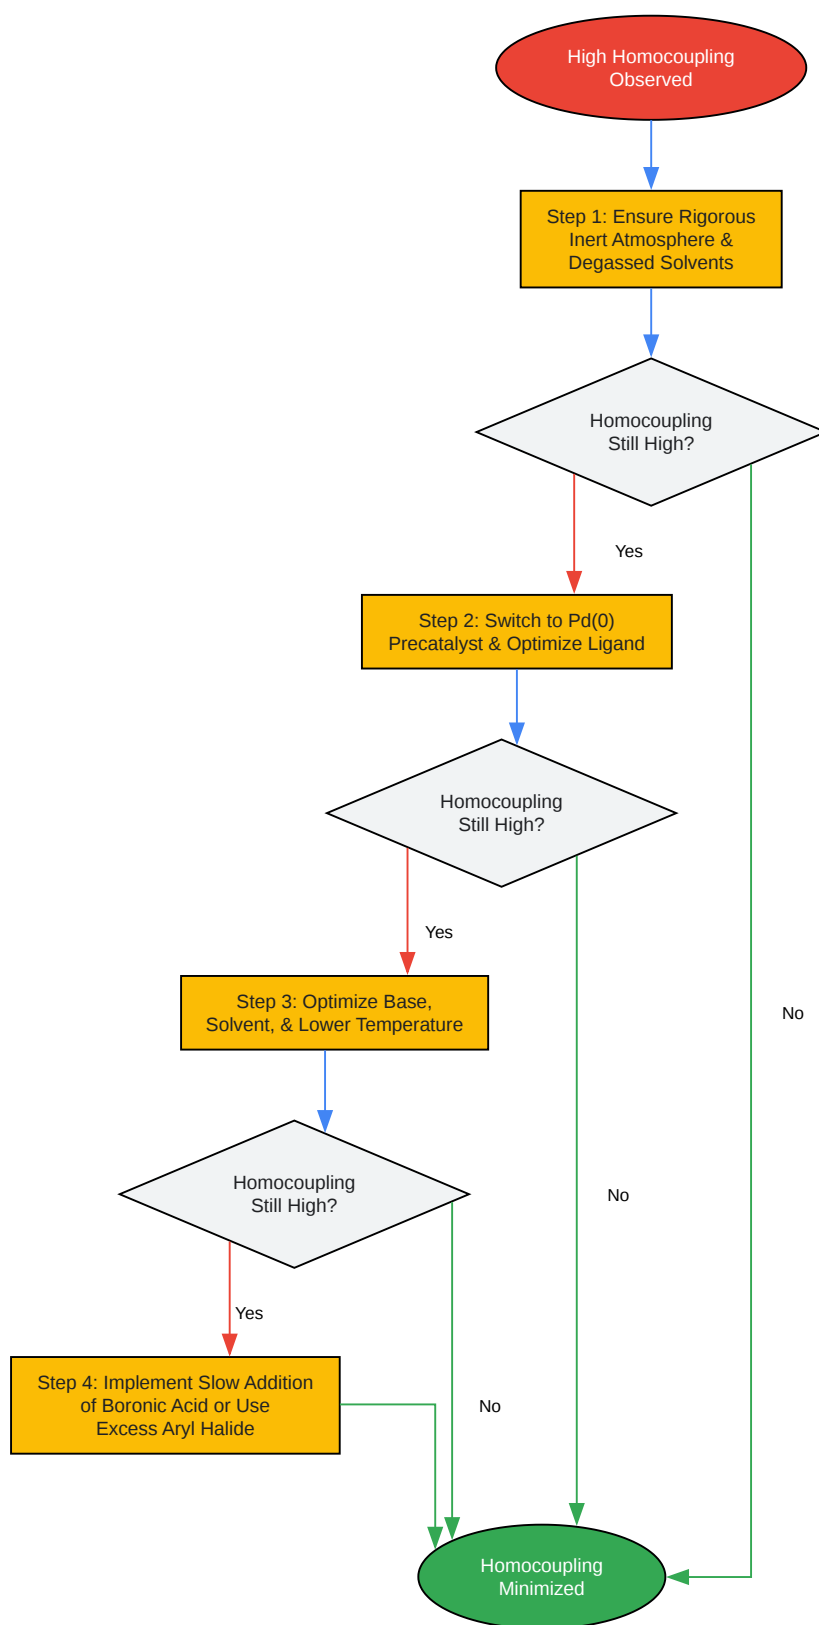 High Homocoupling
Observed
Step 1: Ensure Rigorous
Inert Atmosphere &
Degassed Solvents
Homocoupling
Still High?
Yes
Step 2: Switch to Pd(0)
Precatalyst & Optimize Ligand
Homocoupling
Still High?
Yes
Step 3: Optimize Base,
Solvent, & Lower Temperature
No
Homocoupling
Still High?
No
Yes
Step 4: Implement Slow Addition
of Boronic Acid or Use
Excess Aryl Halide
No
Homocoupling
Minimized